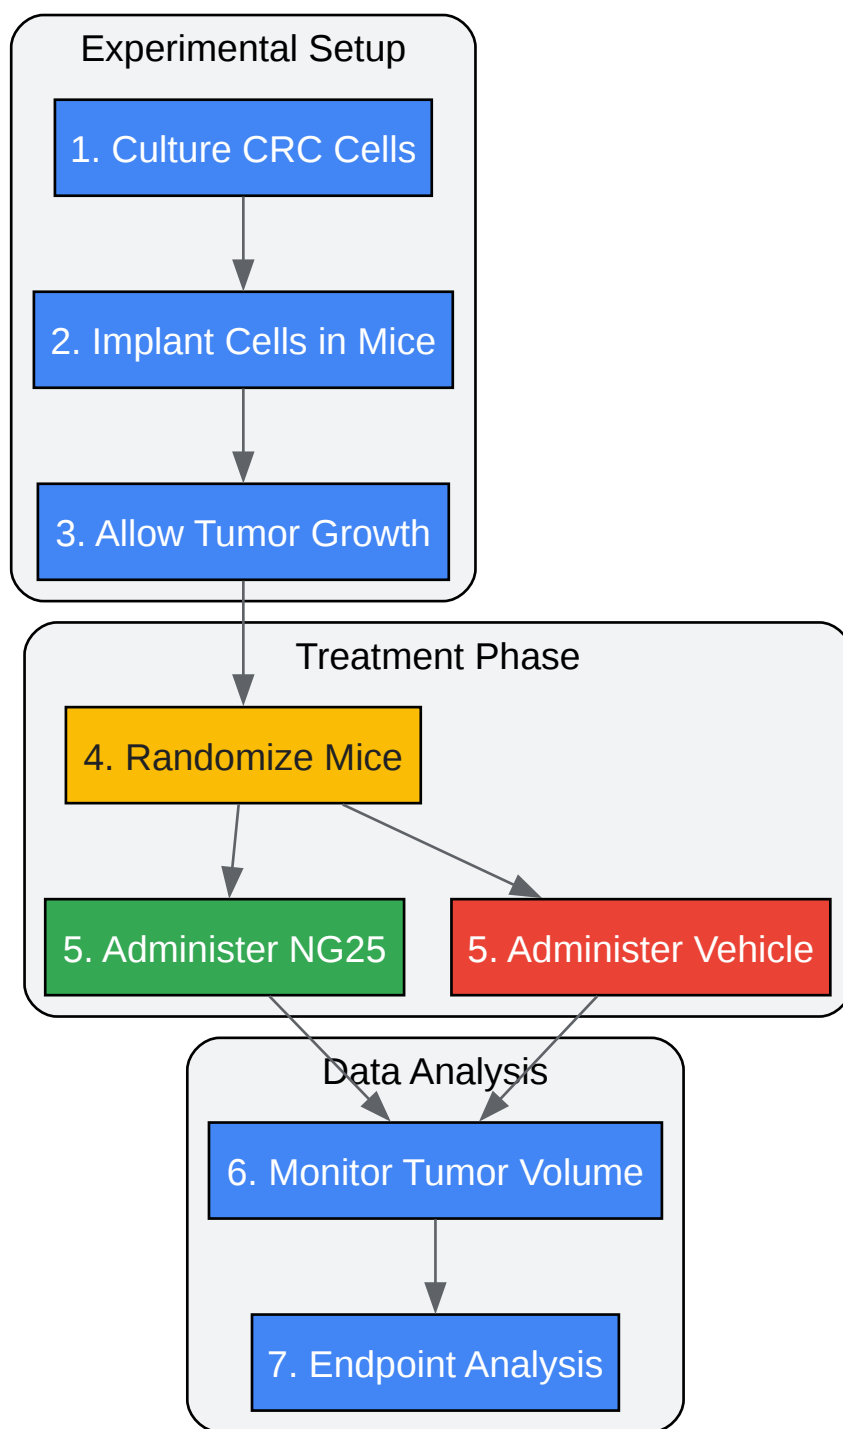 Experimental Setup
1. Culture CRC Cells
2. Implant Cells in Mice
3. Allow Tumor Growth
Treatment Phase
4. Randomize Mice
5. Administer NG25
5. Administer Vehicle
Data Analysis
6. Monitor Tumor Volume
7. Endpoint Analysis